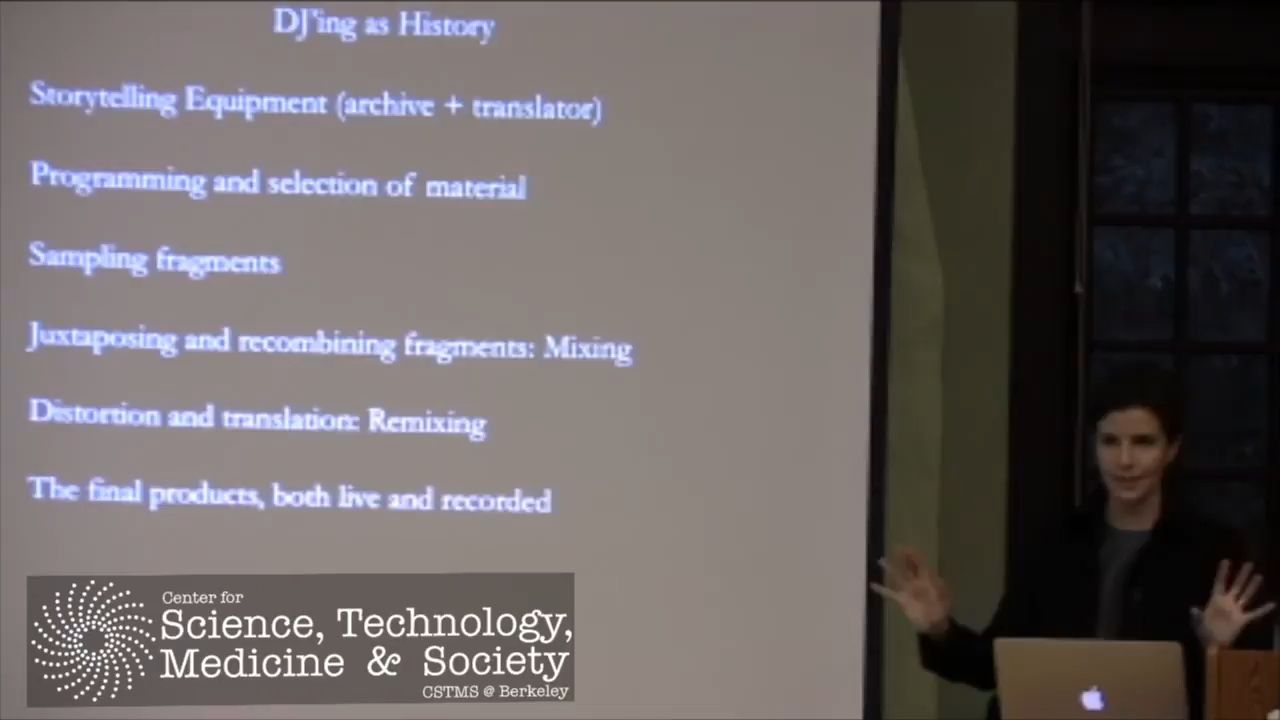 DJ'ing as History
Storytelling Equipment (archive + translator)
Programming and selection of material
Sampling fragments
Juxtaposing and recombining fragments: Mixing
Distortion and translation: Remixing
The final products, both live and recorded
Center for
Science, Technology,
Medicine & Society
CSTMS @ Berkeley